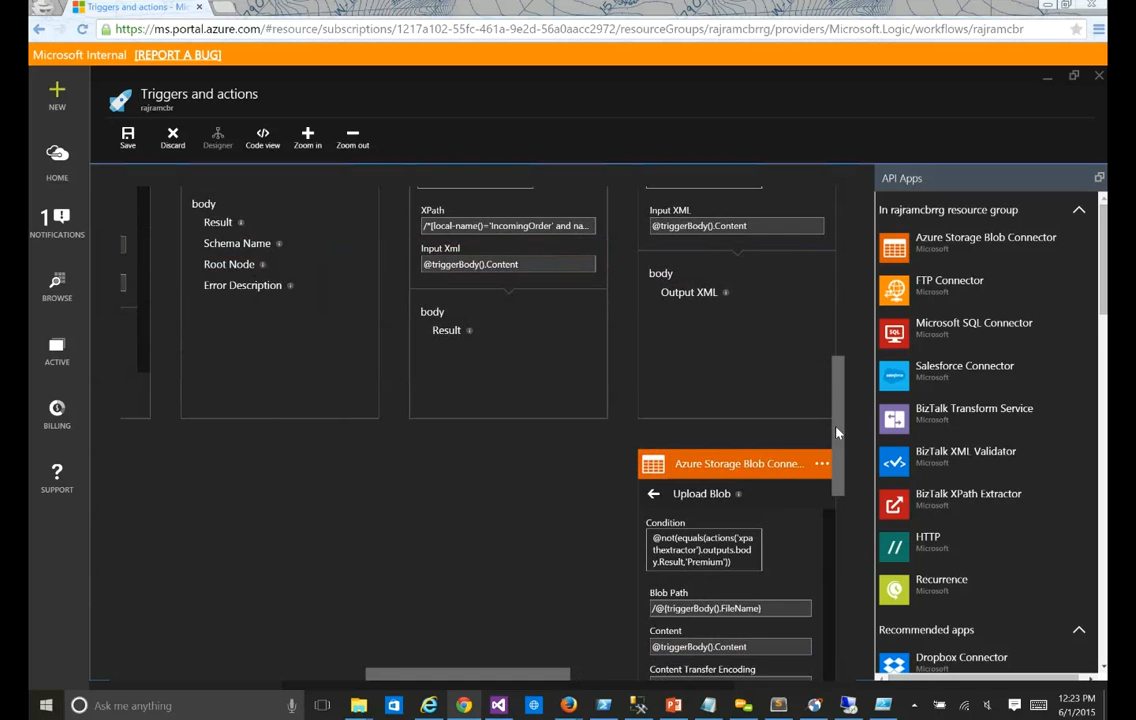 Triggers and actions - Mic
https://ms.portal.azure.com/#resource/subscriptions/1217a102-55fc-461a-9e2d-56a0aacc2972/resourceGroups/rajramcbrrg/providers/Microsoft.Logic/workflows/rajramcbr
Microsoft Internal [REPORT A BUG]
NEW
HOME
1
NOTIFICATIONS
BROWSE
ACTIVE
BILLING
SUPPORT
Triggers and actions
rajramcbr
Save
Discard
Designer
Code view
Zoom in
Zoom out
body
Result
Schema Name
Root Node
Error Description
XPath
/*[local-name()='IncomingOrder' and na...
Input Xml
@triggerBody().Content
body
Result
Input XML
@triggerBody().Content
body
Output XML
Azure Storage Blob Conne... ...
Upload Blob
Condition
@not(equals(actions('xpa
thextractor').outputs.bod
y.Result,'Premium'))
Blob Path
/@{triggerBody().FileName}
Content
@triggerBody().Content
Content Transfer Encoding
API Apps
In rajramcbrrg resource group
Azure Storage Blob Connector
Microsoft
FTP Connector
Microsoft
Microsoft SQL Connector
Microsoft
Salesforce Connector
Microsoft
BizTalk Transform Service
Microsoft
BizTalk XML Validator
Microsoft
BizTalk XPath Extractor
Microsoft
HTTP
Microsoft
Recurrence
Microsoft
Recommended apps
Dropbox Connector
Microsoft
Ask me anything
12:23 PM
6/1/2015